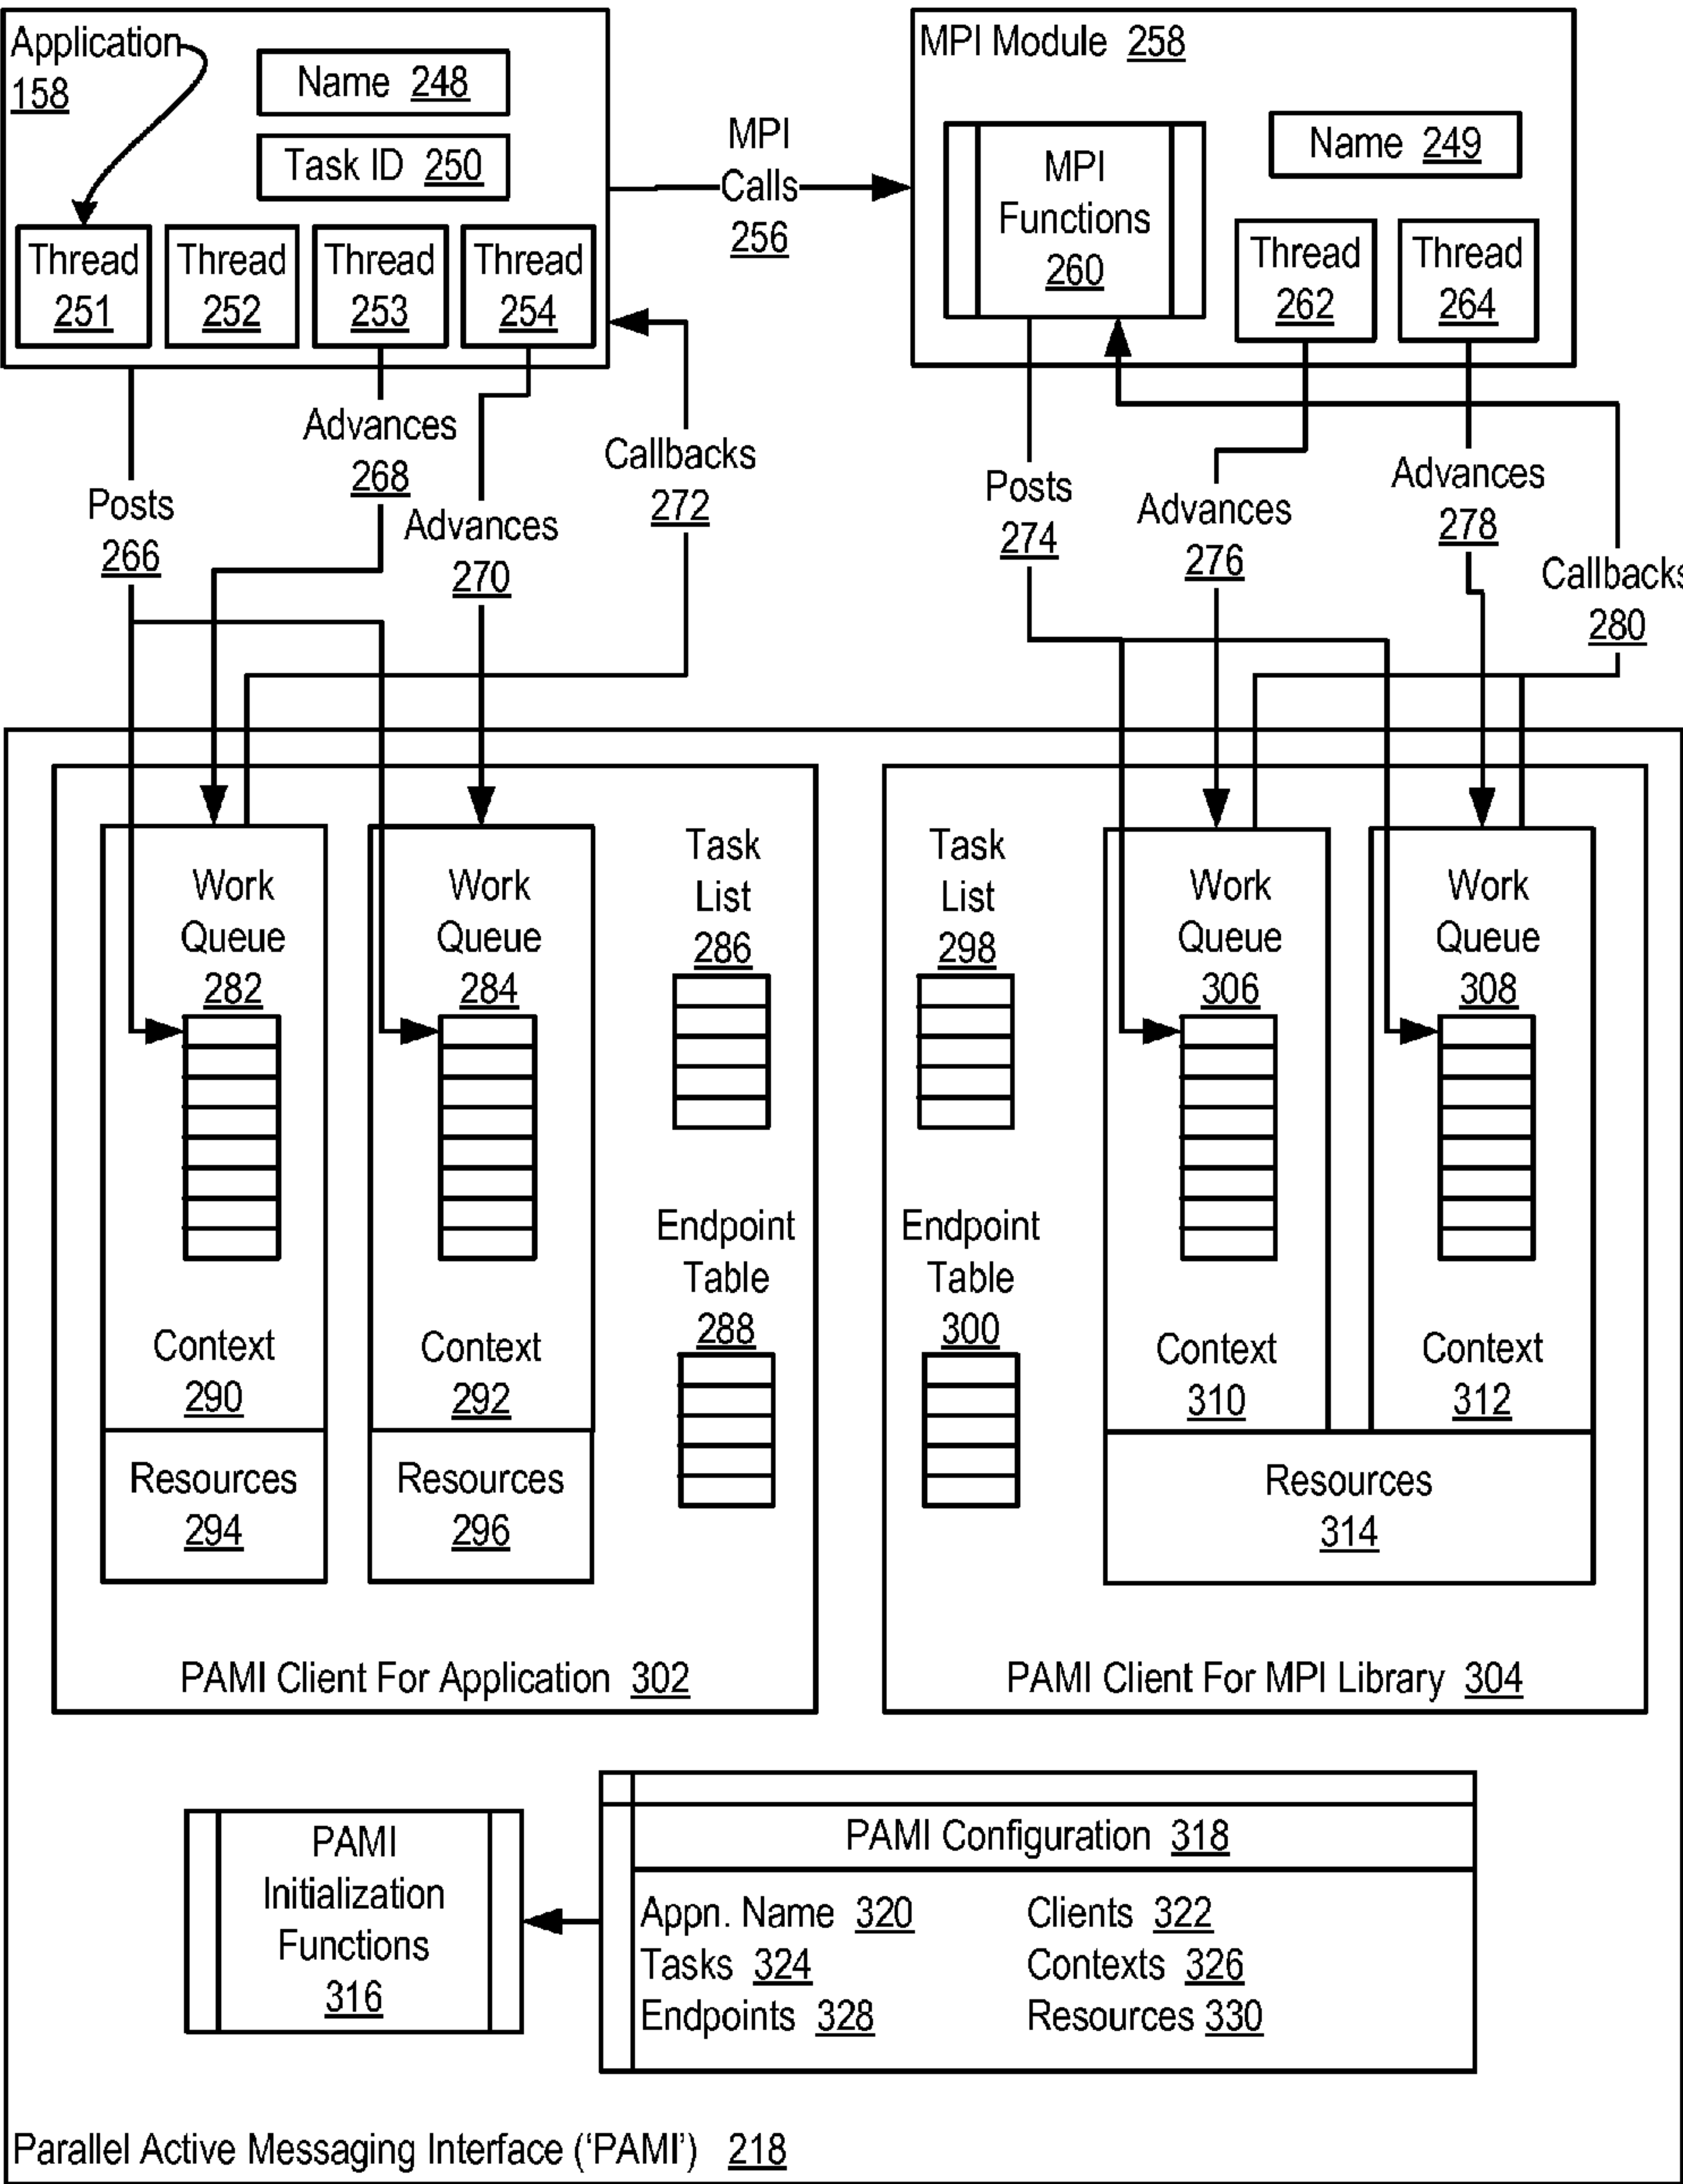 Application
158
Name 248
Task ID 250
Thread
251
Thread
252
Thread
253
Thread
254
MPI
Calls
256
MPI Module 258
MPI
Functions
260
Name 249
Thread
262
Thread
264
Posts
266
Advances
268
Advances
270
Callbacks
272
Posts
274
Advances
276
Advances
278
Callbacks
280
Work
Queue
282
Work
Queue
284
Task
List
286
Endpoint
Table
288
Context
290
Context
292
Resources
294
Resources
296
PAMI Client For Application 302
Task
List
298
Endpoint
Table
300
Work
Queue
306
Work
Queue
308
Context
310
Context
312
Resources
314
PAMI Client For MPI Library 304
PAMI
Initialization
Functions
316
PAMI Configuration 318
Appn. Name 320 Clients 322
Tasks 324 Contexts 326
Endpoints 328 Resources 330
Parallel Active Messaging Interface (‘PAMI’) 218